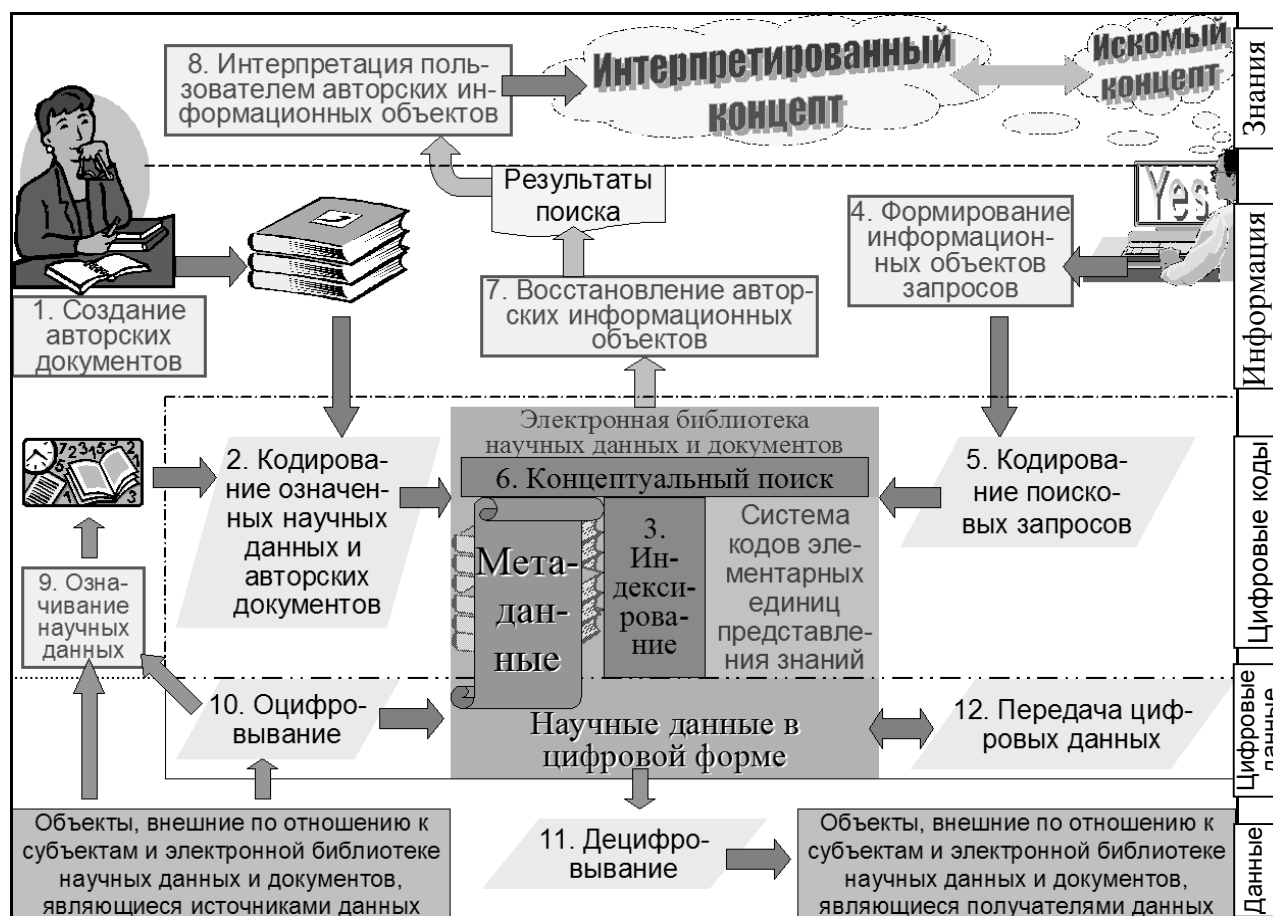 8. Интерпретация поль-
зователем авторских ин-
формационных объектов
Интерпретированный
концепт
Искомый
концепт
Знания
Результаты
поиска
Yes
1. Создание
авторских
документов
7. Восстановление автор-
ских информационных
объектов
4. Формирование
информацион-
ных объектов
запросов
Информация
2. Кодирова-
ние означен-
ных научных
данных и
авторских
документов
Электронная библиотека
научных данных и документов
6. Концептуальный поиск
Мета-
дан-
ные
3.
Ин-
декси-
рова-
ние
Система
кодов эле-
ментарных
единиц
представле-
ния знаний
5. Кодирова-
ние поиско-
вых запросов
Цифровые коды
9. Озна-
чивание
научных
данных
10. Оцифро-
вывание
Научные данные в
цифровой форме
12. Передача циф-
ровых данных
Цифровые
данные
Объекты, внешние по отношению к
субъектам и электронной библиотеке
научных данных и документов,
являющиеся источниками данных
11. Децифро-
вывание
Объекты, внешние по отношению к
субъектам и электронной библиотеке
научных данных и документов,
являющиеся получателями данных
Данные